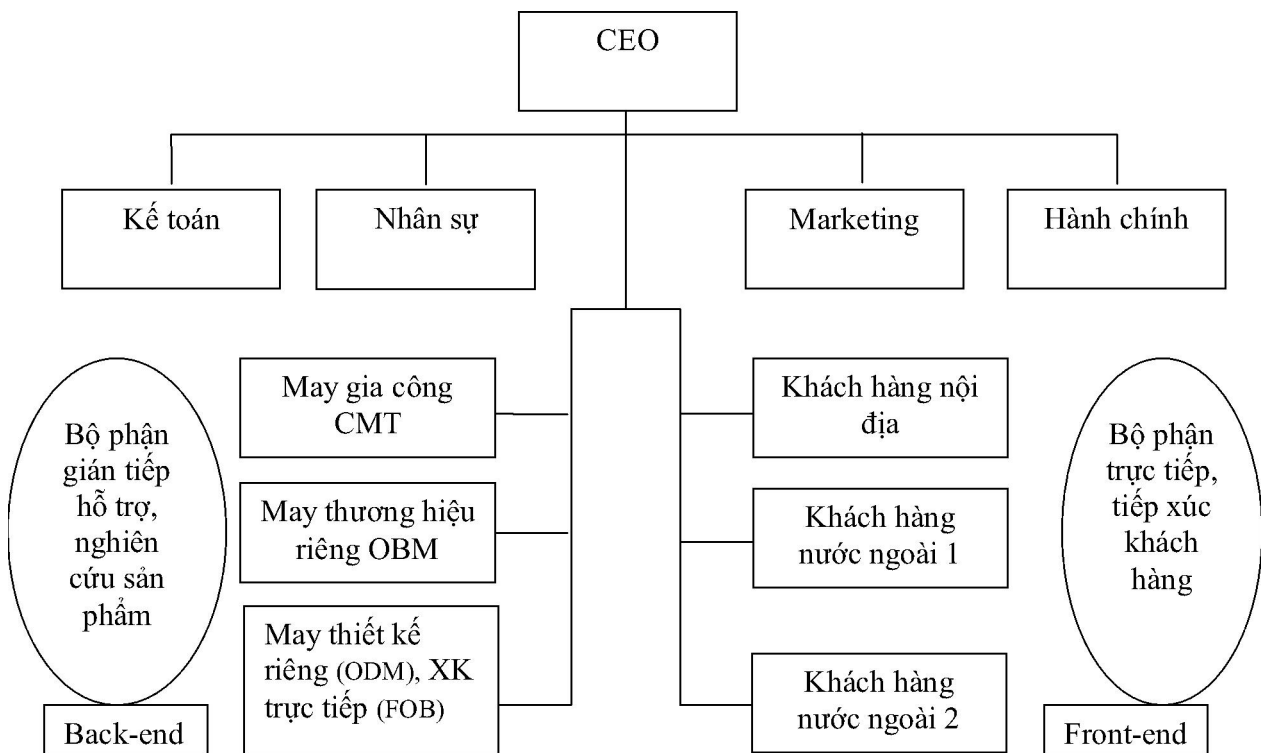 CEO
Kế toán
Nhân sự
Marketing
Hành chính
Bộ phận
gián tiếp
hỗ trợ,
nghiên
cứu sản
phẩm
Back-end
May gia công
CMT
May thương hiệu
riêng OBM
May thiết kế
riêng (ODM), XK
trực tiếp (FOB)
Khách hàng nội
địa
Khách hàng
nước ngoài 1
Khách hàng
nước ngoài 2
Bộ phận
trực tiếp,
tiếp xúc
khách
hàng
Front-end